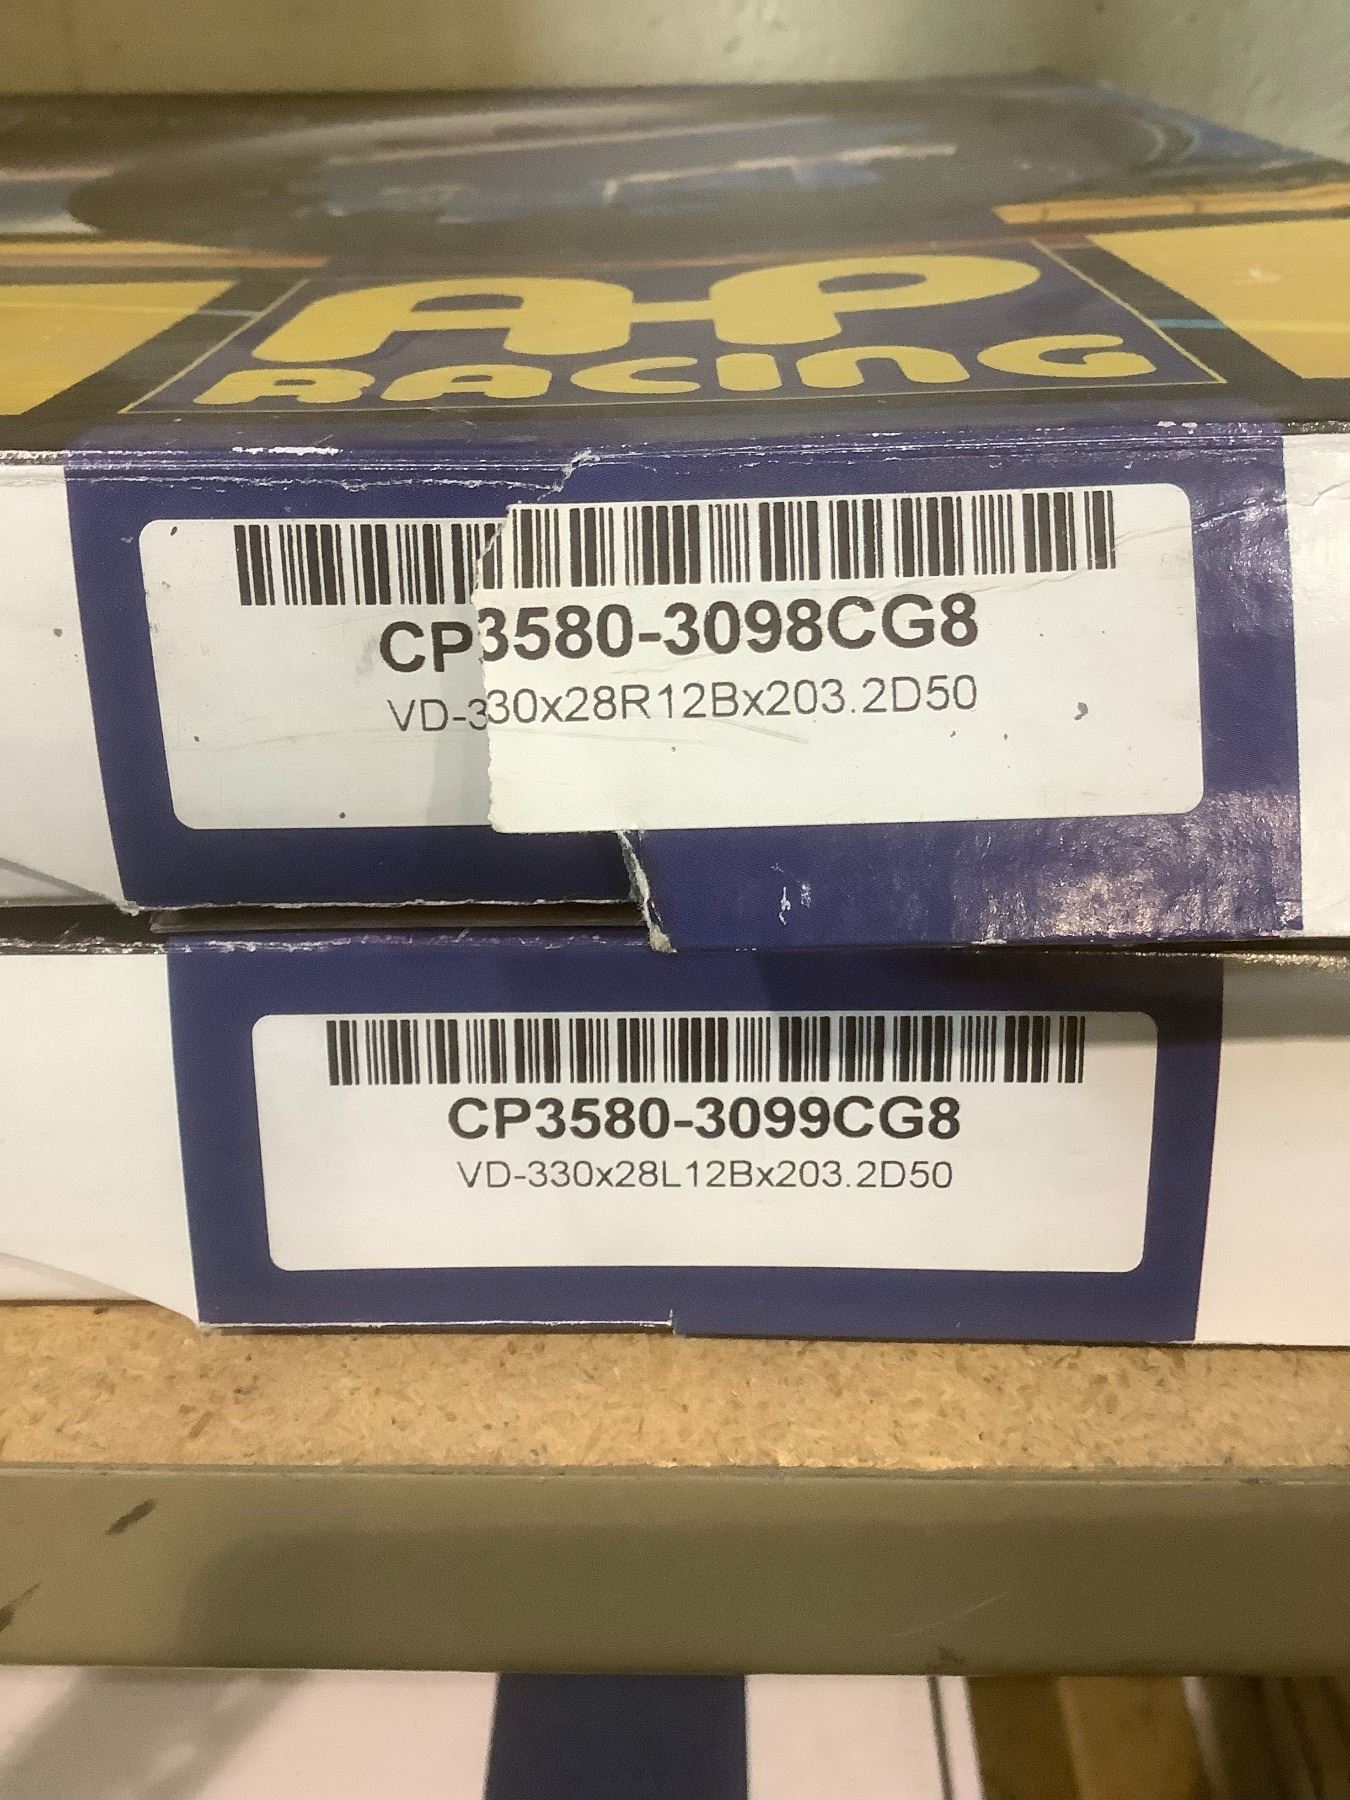 AP
RACING
CP3580-3098CG8
VD-330x28R12Bx203.2D50
CP3580-3099CG8
VD-330x28L12Bx203.2D50